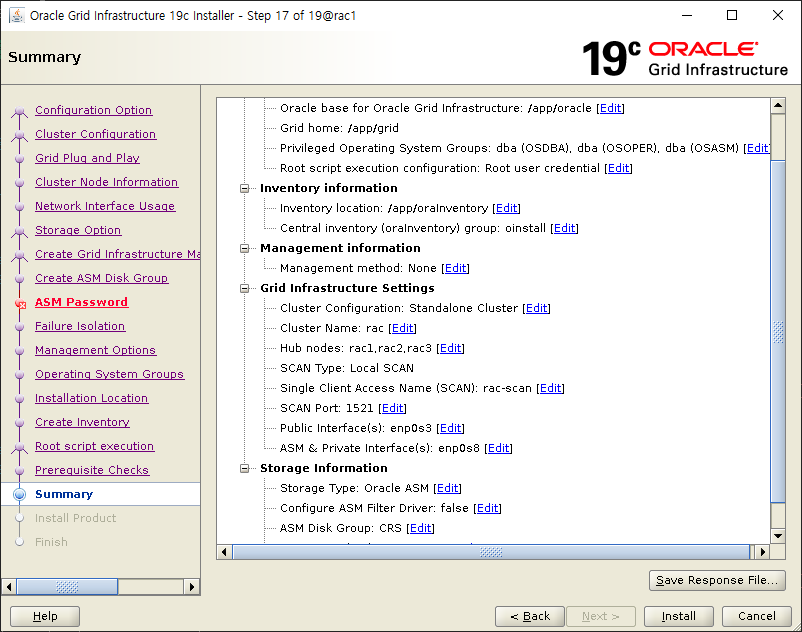 Oracle Grid Infrastructure 19c Installer - Step 17 of 19@rac1
Summary
19c ORACLE
Grid Infrastructure
Configuration Option
Cluster Configuration
Grid Plug and Play
Cluster Node Information
Network Interface Usage
Storage Option
Create Grid Infrastructure Ma
Create ASM Disk Group
ASM Password
Failure Isolation
Management Options
Operating System Groups
Installation Location
Create Inventory
Root script execution
Prerequisite Checks
Summary
Install Product
Finish
Oracle base for Oracle Grid Infrastructure: /app/oracle [Edit]
Grid home: /app/grid
Privileged Operating System Groups: dba (OSDBA), dba (OSOPER), dba (OSASM) [Edit
Root script execution configuration: Root user credential [Edit]
Inventory information
Inventory location: /app/oraInventory [Edit]
Central inventory (oraInventory) group: oinstall [Edit]
Management information
Management method: None [Edit]
Grid Infrastructure Settings
Cluster Configuration: Standalone Cluster [Edit]
Cluster Name: rac [Edit]
Hub nodes: rac1,rac2,rac3 [Edit]
SCAN Type: Local SCAN
Single Client Access Name (SCAN): rac-scan [Edit]
SCAN Port: 1521 [Edit]
Public Interface(s): enp0s3 [Edit]
ASM & Private Interface(s): enp0s8 [Edit]
Storage Information
Storage Type: Oracle ASM [Edit]
Configure ASM Filter Driver: false [Edit]
ASM Disk Group: CRS [Edit]
Save Response File...
Help
< Back
Next >
Install
Cancel